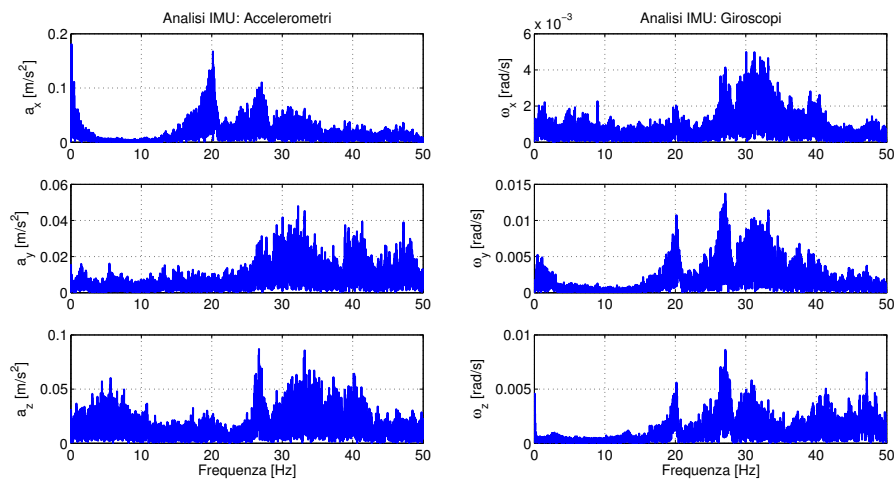 Analisi IMU: Accelerometri
0.2
0.1
0
a_x [m/s²]
0 10 20 30 40 50
0.06
0.04
0.02
0
a_y [m/s²]
0 10 20 30 40 50
0.1
0.05
0
a_z [m/s²]
0 10 20 30 40 50
Frequenza [Hz]
Analisi IMU: Giroscopi
x 10⁻³
6
4
2
0
ω_x [rad/s]
0 10 20 30 40 50
0.015
0.01
0.005
0
ω_y [rad/s]
0 10 20 30 40 50
0.01
0.005
0
ω_z [rad/s]
0 10 20 30 40 50
Frequenza [Hz]